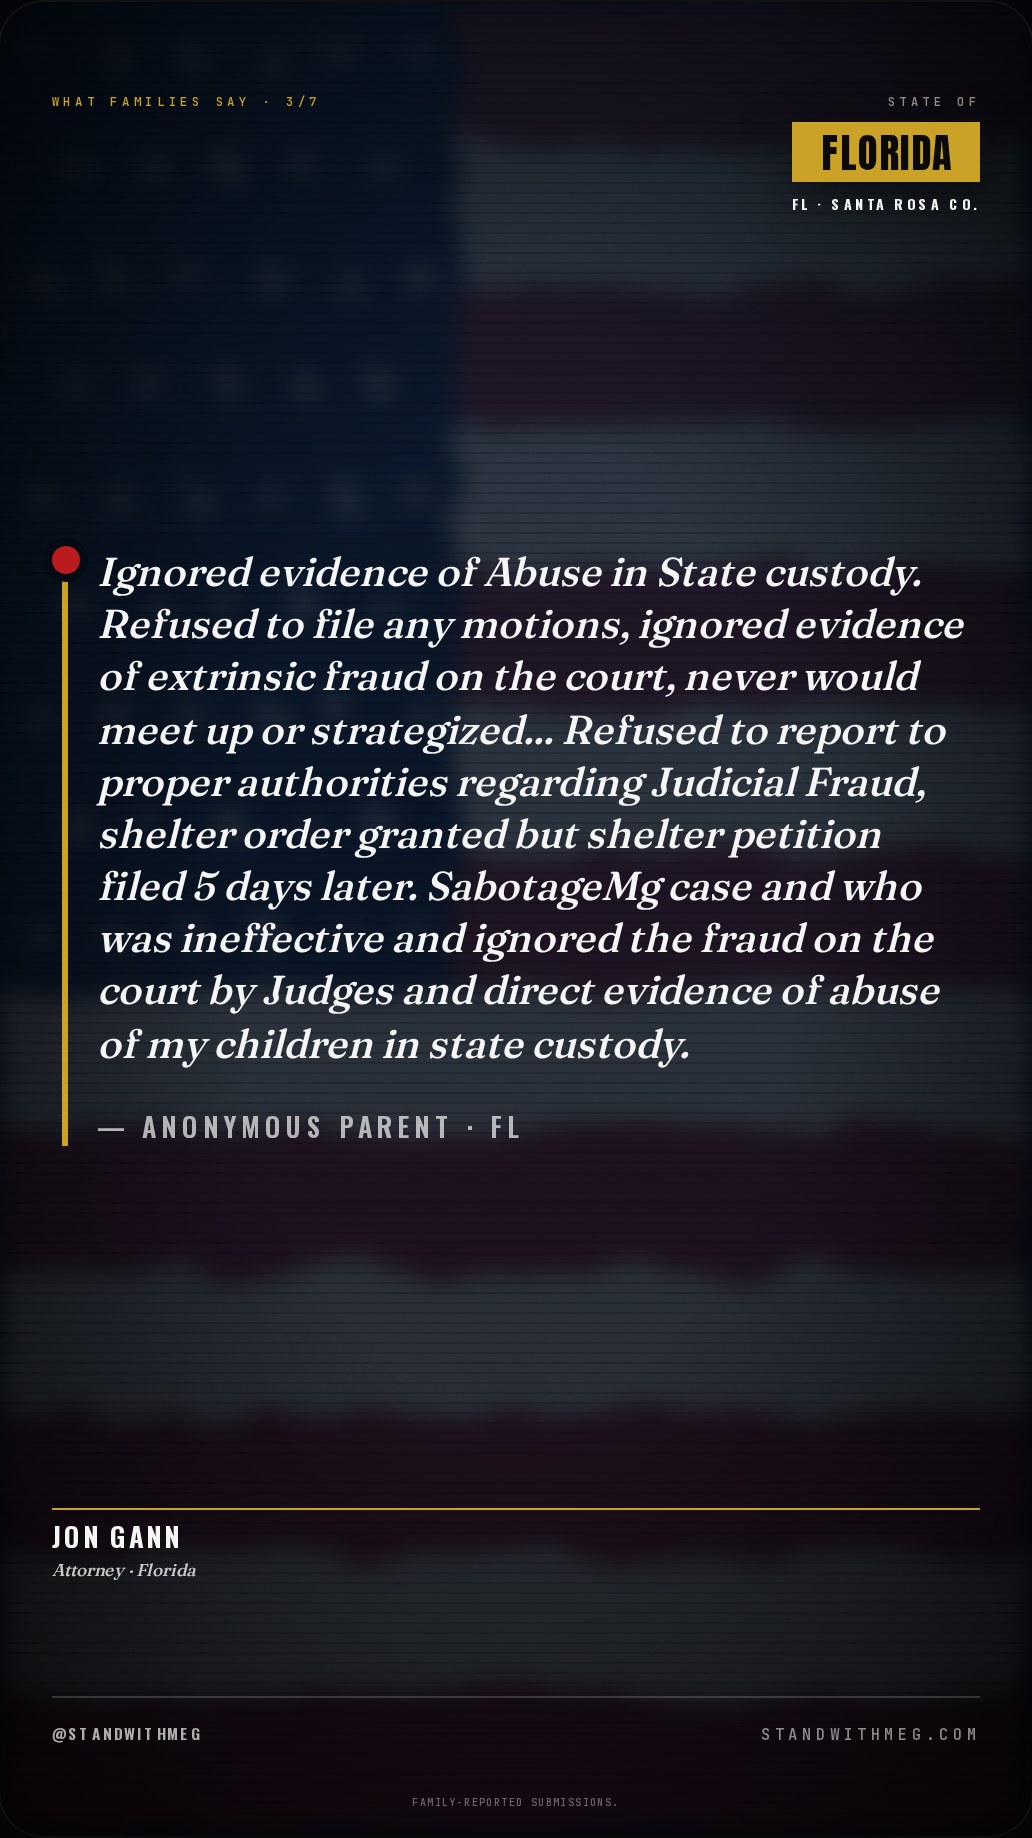 WHAT FAMILIES SAY · 3/7
STATE OF
FLORIDA
FL · SANTA ROSA CO.
Ignored evidence of Abuse in State custody.
Refused to file any motions, ignored evidence
of extrinsic fraud on the court, never would
meet up or strategized... Refused to report to
proper authorities regarding Judicial Fraud,
shelter order granted but shelter petition
filed 5 days later. SabotageMg case and who
was ineffective and ignored the fraud on the
court by Judges and direct evidence of abuse
of my children in state custody.
— ANONYMOUS PARENT · FL
JON GANN
Attorney · Florida
@STANDWITHMEG
STANDWITHMEG.COM
FAMILY-REPORTED SUBMISSIONS.